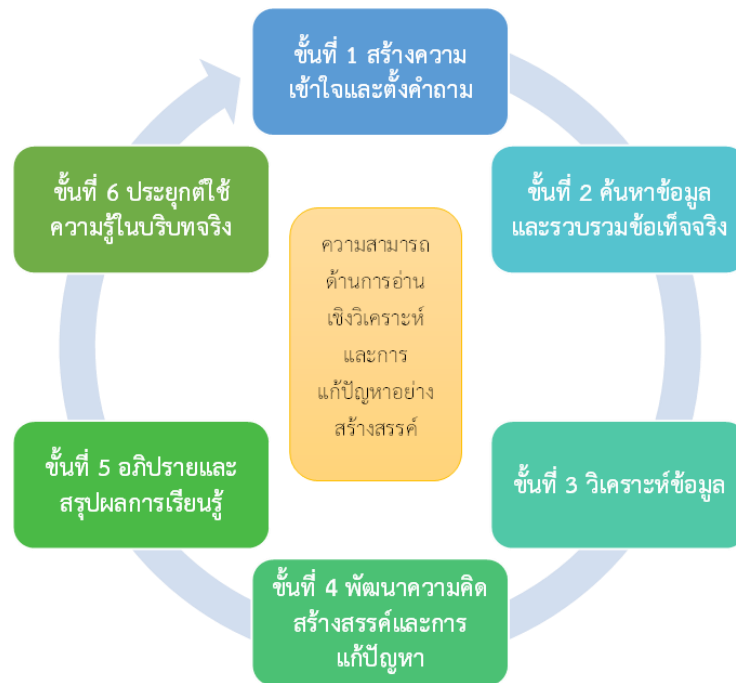 ขั้นที่ 1 สร้างความ
เข้าใจและตั้งคำถาม
ขั้นที่ 2 ค้นหาข้อมูล
และรวบรวมข้อเท็จจริง
ขั้นที่ 3 วิเคราะห์ข้อมูล
ขั้นที่ 4 พัฒนาความคิด
สร้างสรรค์และการ
แก้ปัญหา
ขั้นที่ 5 อภิปรายและ
สรุปผลการเรียนรู้
ขั้นที่ 6 ประยุกต์ใช้
ความรู้ในบริบทจริง
ความสามารถ
ด้านการอ่าน
เชิงวิเคราะห์
และการ
แก้ปัญหาอย่าง
สร้างสรรค์